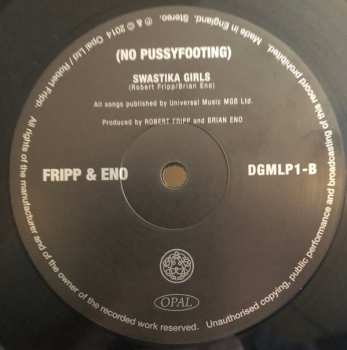 (NO PUSSYFOOTING)
SWASTIKA GIRLS
(Robert Fripp/Brian Eno)
All songs published by Universal Music MGB Ltd.
Produced by ROBERT FRIPP and BRIAN ENO
FRIPP & ENO
DGMLP1-B
OPAL
All rights of the manufacturer and of the owner of the recorded work reserved. Unauthorised copying, public performance and broadcasting of this record prohibited. Made in England. Stereo. ℗ © 2014 Opal Ltd / Robert Fripp.